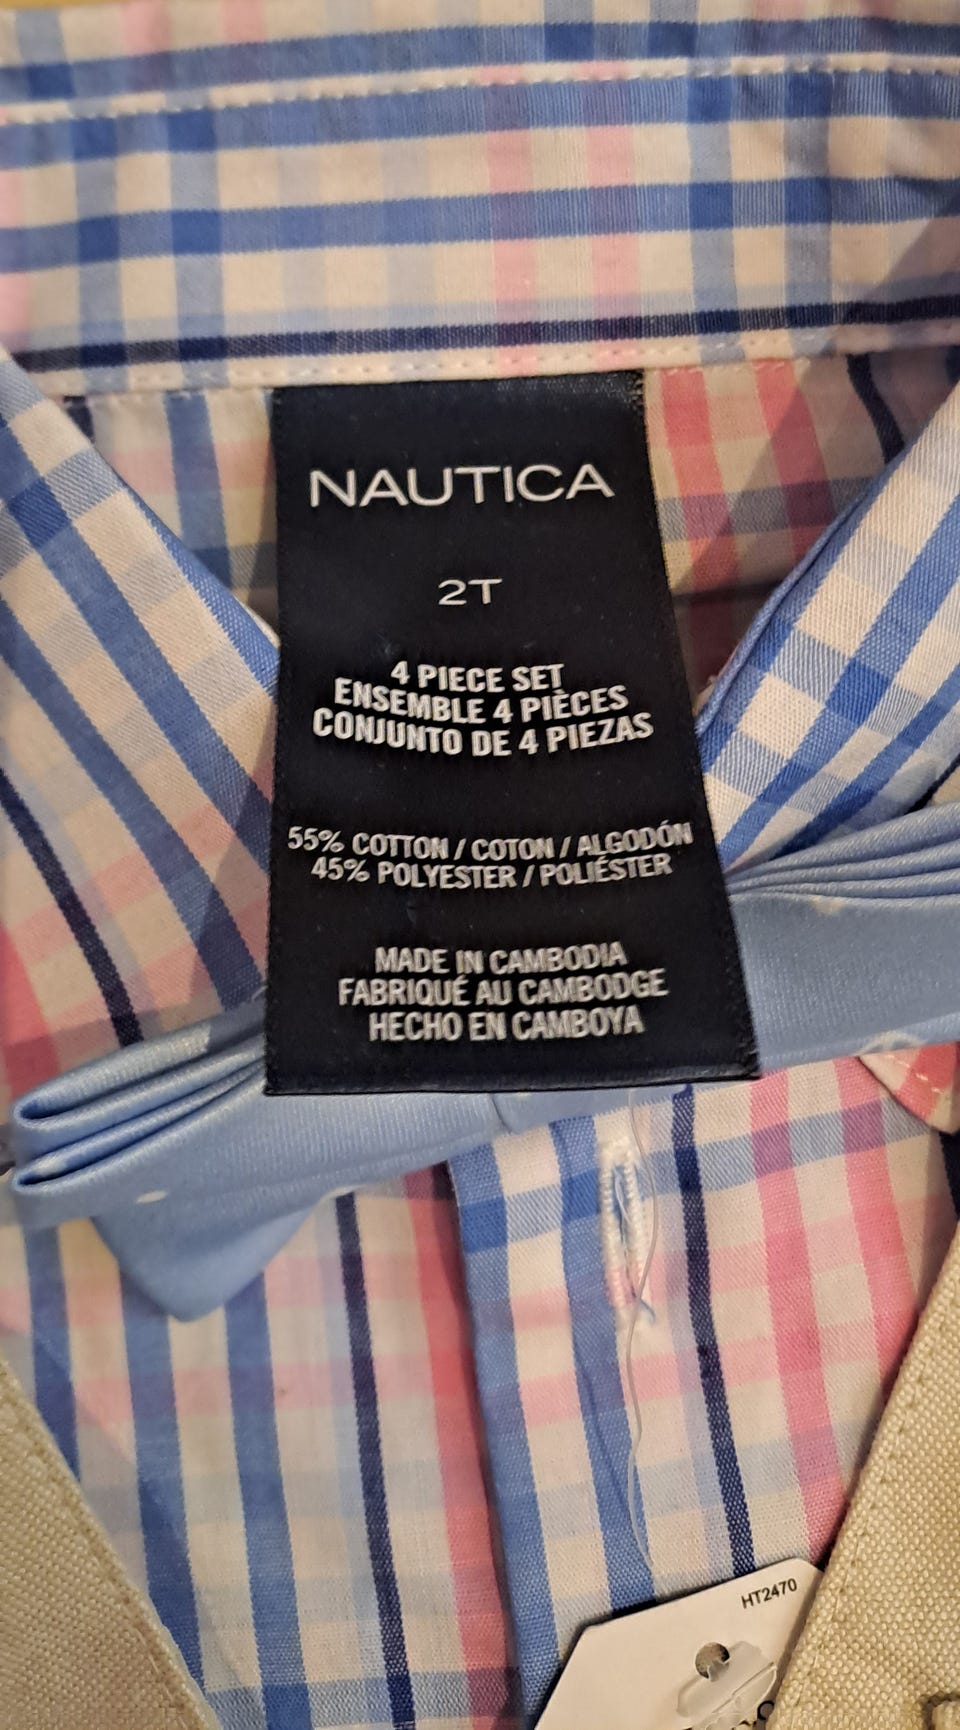 NAUTICA
2T
4 PIECE SET
ENSEMBLE 4 PIÈCES
CONJUNTO DE 4 PIEZAS
55% COTTON / COTON / ALGODÓN
45% POLYESTER / POLIÉSTER
MADE IN CAMBODIA
FABRIQUÉ AU CAMBODGE
HECHO EN CAMBOYA
HT2470